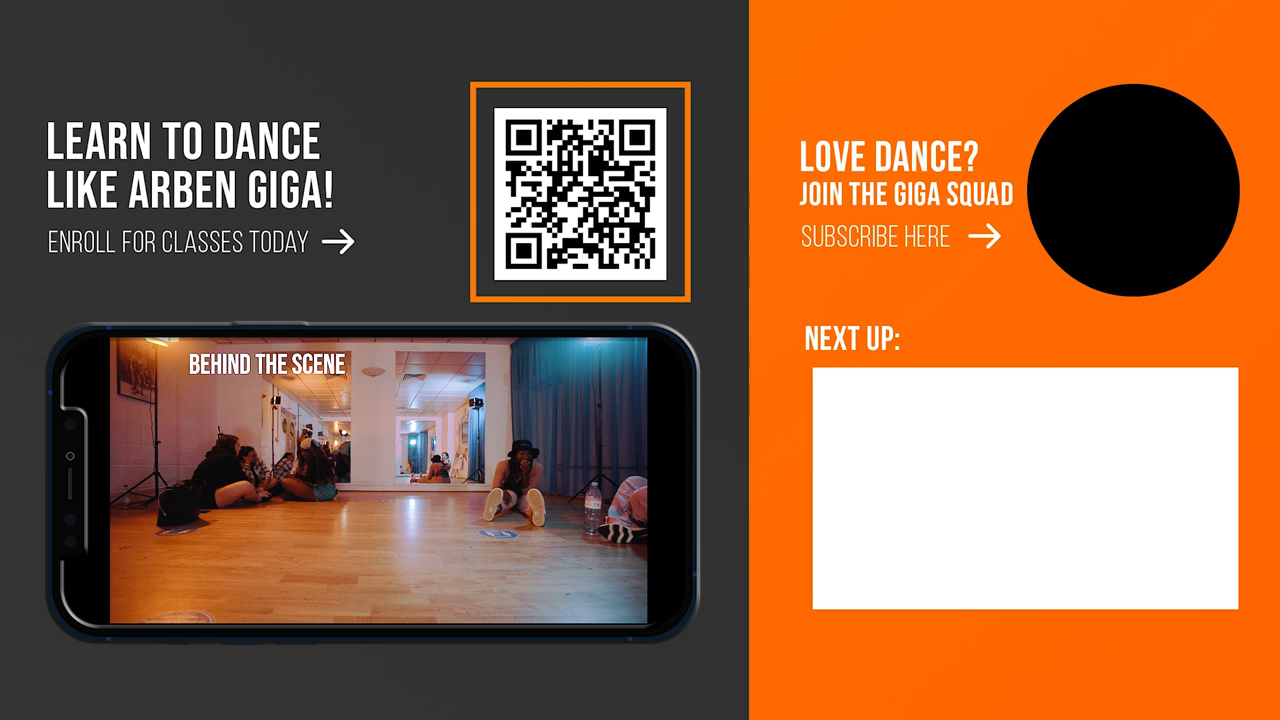 LEARN TO DANCE
LIKE ARBEN GIGA!
ENROLL FOR CLASSES TODAY
BEHIND THE SCENE
LOVE DANCE?
JOIN THE GIGA SQUAD
SUBSCRIBE HERE
NEXT UP: